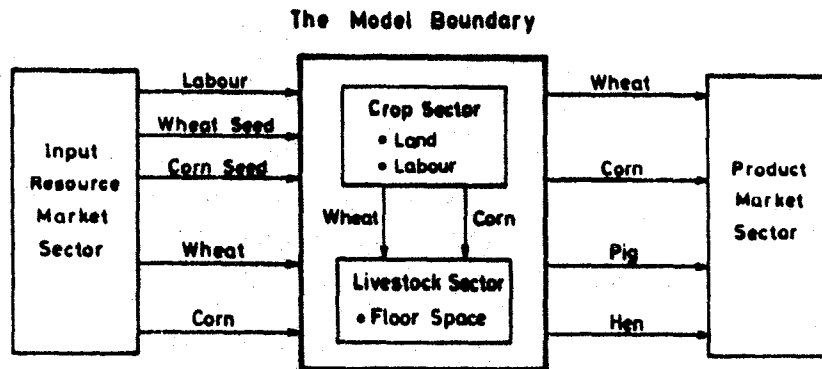 The Model Boundary
Input
Resource
Market
Sector
Labour
Wheat Seed
Corn Seed
Wheat
Corn
Crop Sector
• Land
• Labour
Wheat
Corn
Livestock Sector
• Floor Space
Wheat
Corn
Pig
Hen
Product
Market
Sector